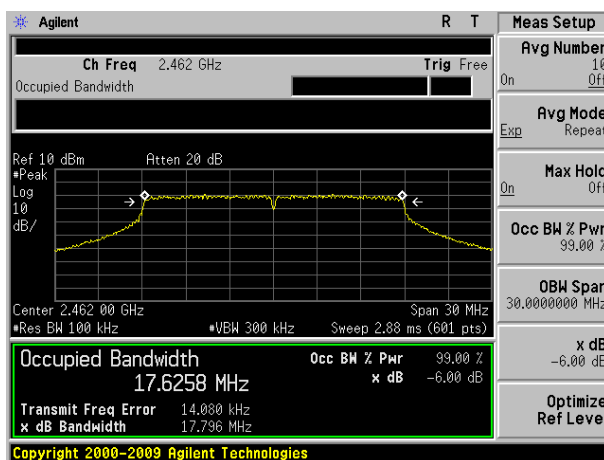 Agilent R T Meas Setup
Ch Freq 2.462 GHz Trig Free
Occupied Bandwidth
Ref 10 dBm Atten 20 dB
#Peak
Log
10
dB/
Center 2.462 00 GHz Span 30 MHz
#Res BW 100 kHz #VBW 300 kHz Sweep 2.88 ms (601 pts)
Occupied Bandwidth Occ BW % Pwr 99.00 %
17.6258 MHz x dB -6.00 dB
Transmit Freq Error 14.080 kHz
x dB Bandwidth 17.796 MHz
Copyright 2000-2009 Agilent Technologies
Avg Number
10
On Off
Avg Mode
Exp Repeat
Max Hold
On Off
Occ BW % Pwr
99.00 %
OBW Span
30.0000000 MHz
x dB
-6.00 dB
Optimize
Ref Level